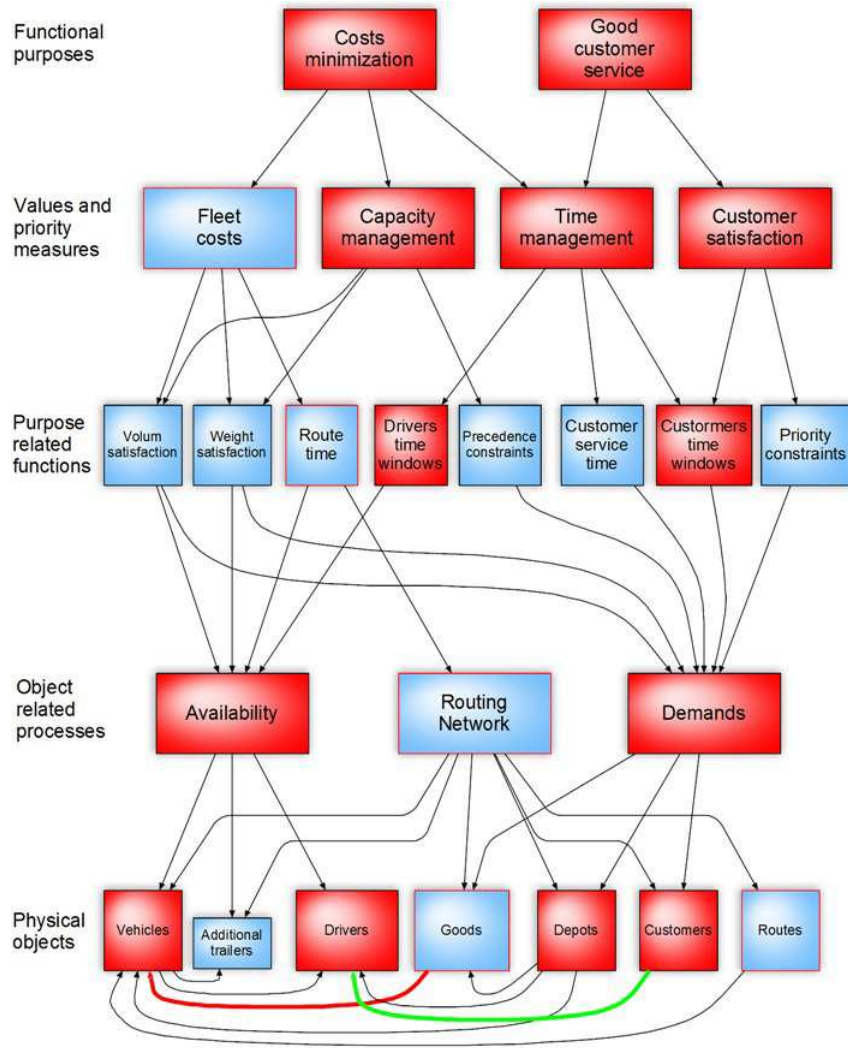 Functional
purposes
Costs
minimization
Good
customer
service
Values and
priority
measures
Fleet
costs
Capacity
management
Time
management
Customer
satisfaction
Purpose
related
functions
Volum
satisfaction
Weight
satisfaction
Route
time
Drivers
time
windows
Precedence
constraints
Customer
service
time
Custormers
time
windows
Priority
constraints
Object
related
processes
Availability
Routing
Network
Demands
Physical
objects
Vehicles
Additional
trailers
Drivers
Goods
Depots
Customers
Routes